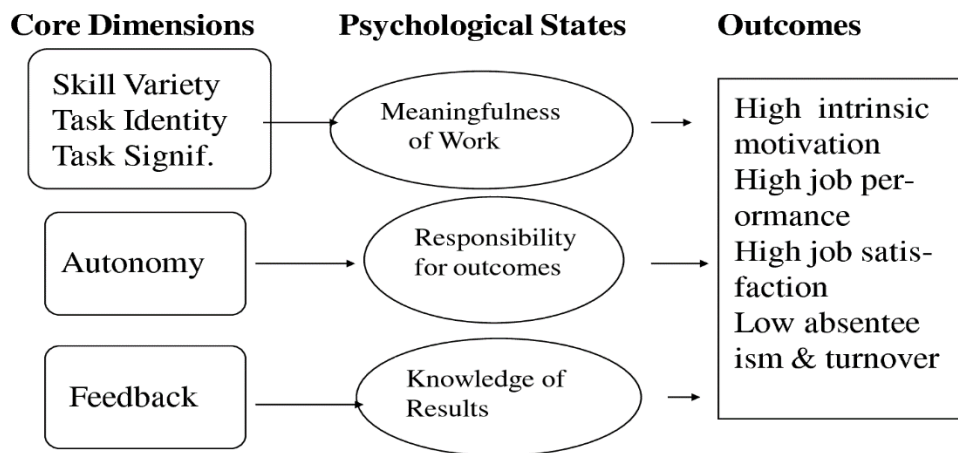 Core Dimensions
Psychological States
Outcomes
Skill Variety
Task Identity
Task Signif.
Meaningfulness
of Work
High intrinsic
motivation
High job per-
ormance
High job satis-
faction
Low absentee
ism & turnover
Autonomy
Responsibility
for outcomes
Feedback
Knowledge of
Results